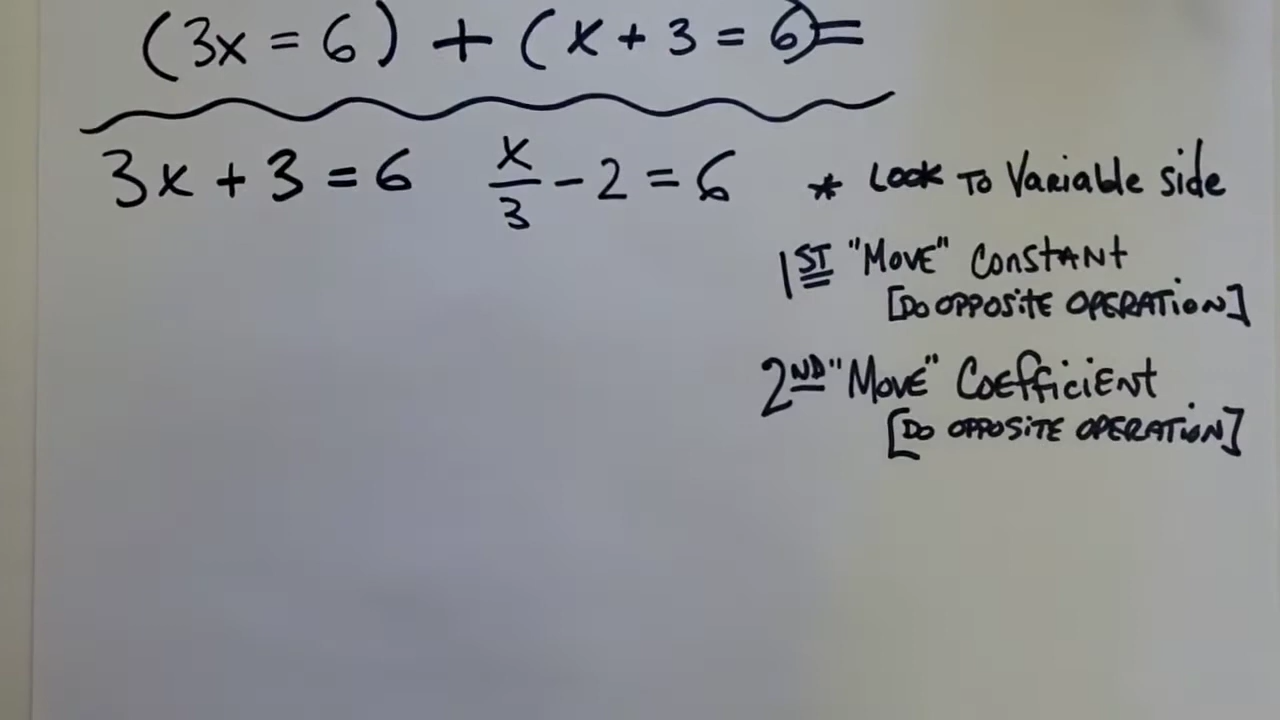 (3x = 6) + (x + 3 = 6)=
3x + 3 = 6 x/3 - 2 = 6 * LOOK TO Variable side
1ST "MOVE" CONSTANT
[DO OPPOSITE OPERATION]
2ND "MOVE" COEFFICIENT
[DO OPPOSITE OPERATION]